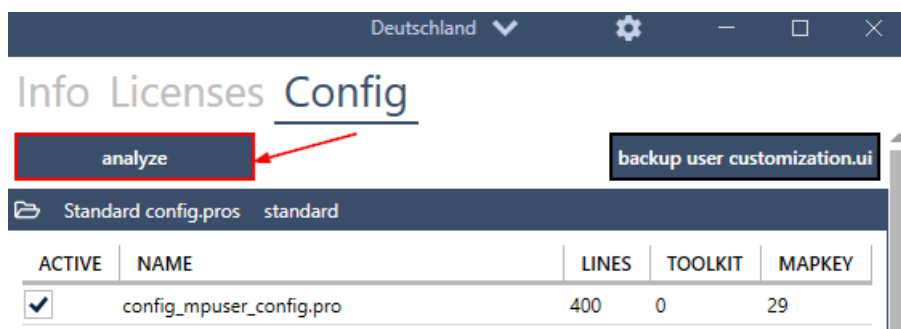 Deutschland
Info Licenses Config
analyze backup user customization.ui
Standard config.pros standard
ACTIVE NAME LINES TOOLKIT MAPKEY
config_mpuser_config.pro 400 0 29